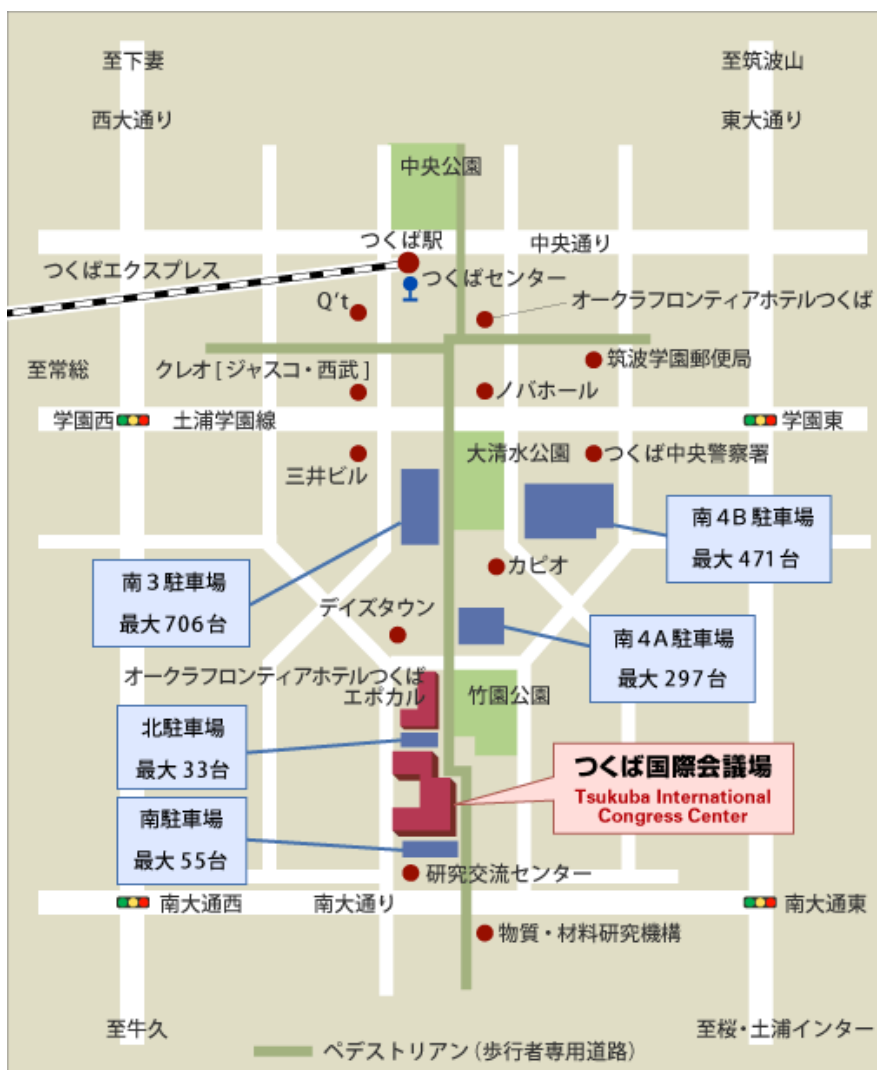 至下妻
至筑波山
西大通り
東大通り
中央公園
つくば駅
中央通り
つくばエクスプレス
つくばセンター
Q't
オークラフロンティアホテルつくば
筑波学園郵便局
至常総
クレオ[ジャスコ・西武]
ノバホール
学園西
土浦学園線
学園東
大清水公園
つくば中央警察署
三井ビル
南4B駐車場
最大471台
カピオ
南3駐車場
最大706台
デイズタウン
南4A駐車場
最大297台
オークラフロンティアホテルつくば
エポカル
竹園公園
北駐車場
最大33台
つくば国際会議場
Tsukuba International
Congress Center
南駐車場
最大55台
研究交流センター
南大通西
南大通り
南大通東
物質・材料研究機構
至牛久
至桜・土浦インター
ペデストリアン(歩行者専用道路)